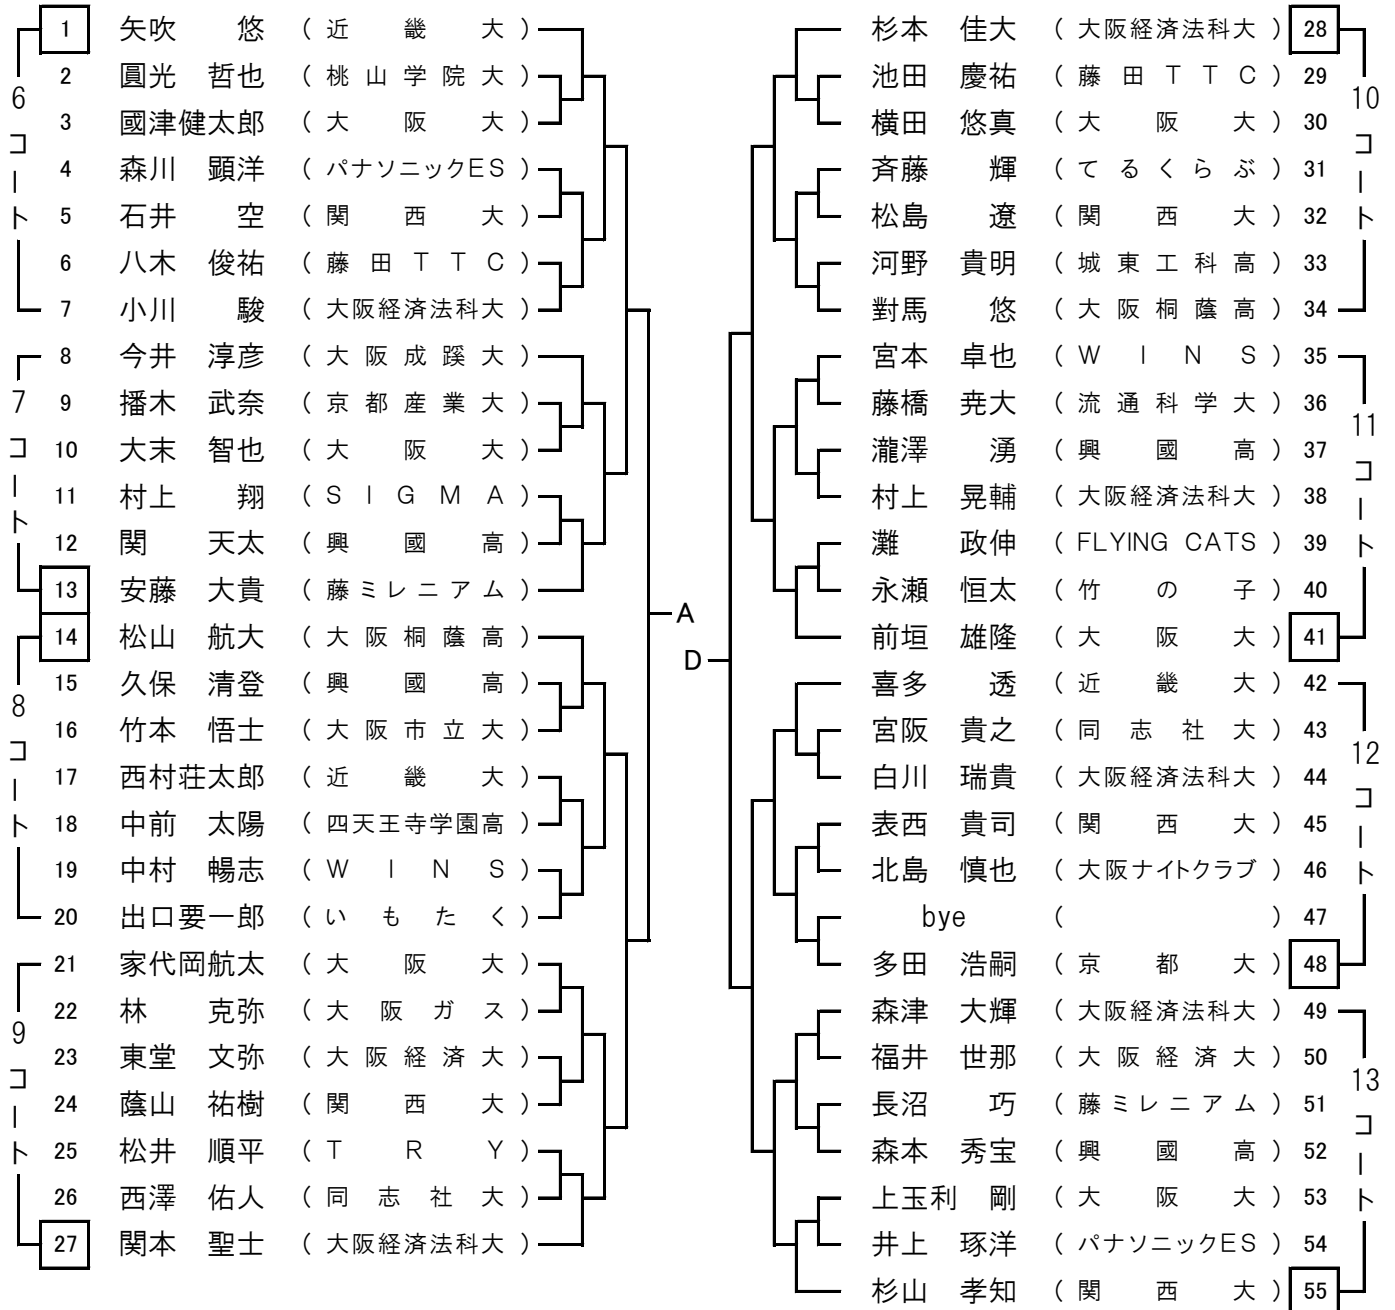 6コート
1 矢吹 悠 (近畿大)
2 圓光 哲也 (桃山学院大)
3 國津健太郎 (大阪大)
4 森川 顕洋 (パナソニックES)
5 石井 空 (関西大)
6 八木 俊祐 (藤田TTC)
7 小川 駿 (大阪経済法科大)
7コート
8 今井 淳彦 (大阪成蹊大)
9 播木 武奈 (京都産業大)
10 大末 智也 (大阪大)
11 村上 翔 (SIGMA)
12 関 天太 (興國高)
13 安藤 大貴 (藤ミレニアム)
8コート
14 松山 航大 (大阪桐蔭高)
15 久保 清登 (興國高)
16 竹本 悟士 (大阪市立大)
17 西村荘太郎 (近畿大)
18 中前 太陽 (四天王寺学園高)
19 中村 暢志 (WINS)
20 出口要一郎 (いもたく)
9コート
21 家代岡航太 (大阪大)
22 林 克弥 (大阪ガス)
23 東堂 文弥 (大阪経済大)
24 蔭山 祐樹 (関西大)
25 松井 順平 (TRY)
26 西澤 佑人 (同志社大)
27 関本 聖士 (大阪経済法科大)
A
D
10コート
杉本 佳大 (大阪経済法科大) 28
池田 慶祐 (藤田TTC) 29
横田 悠真 (大阪大) 30
斉藤 輝 (てるくらぶ) 31
松島 遼 (関西大) 32
河野 貴明 (城東工科高) 33
對馬 悠 (大阪桐蔭高) 34
11コート
宮本 卓也 (WINS) 35
藤橋 尭大 (流通科学大) 36
瀧澤 湧 (興國高) 37
村上 晃輔 (大阪経済法科大) 38
灘 政伸 (FLYING CATS) 39
永瀬 恒太 (竹の子) 40
前垣 雄隆 (大阪大) 41
12コート
喜多 透 (近畿大) 42
宮阪 貴之 (同志社大) 43
白川 瑞貴 (大阪経済法科大) 44
表西 貴司 (関西大) 45
北島 慎也 (大阪ナイトクラブ) 46
bye ( ) 47
多田 浩嗣 (京都大) 48
13コート
森津 大輝 (大阪経済法科大) 49
福井 世那 (大阪経済大) 50
長沼 巧 (藤ミレニアム) 51
森本 秀宝 (興國高) 52
上玉利 剛 (大阪大) 53
井上 琢洋 (パナソニックES) 54
杉山 孝知 (関西大) 55